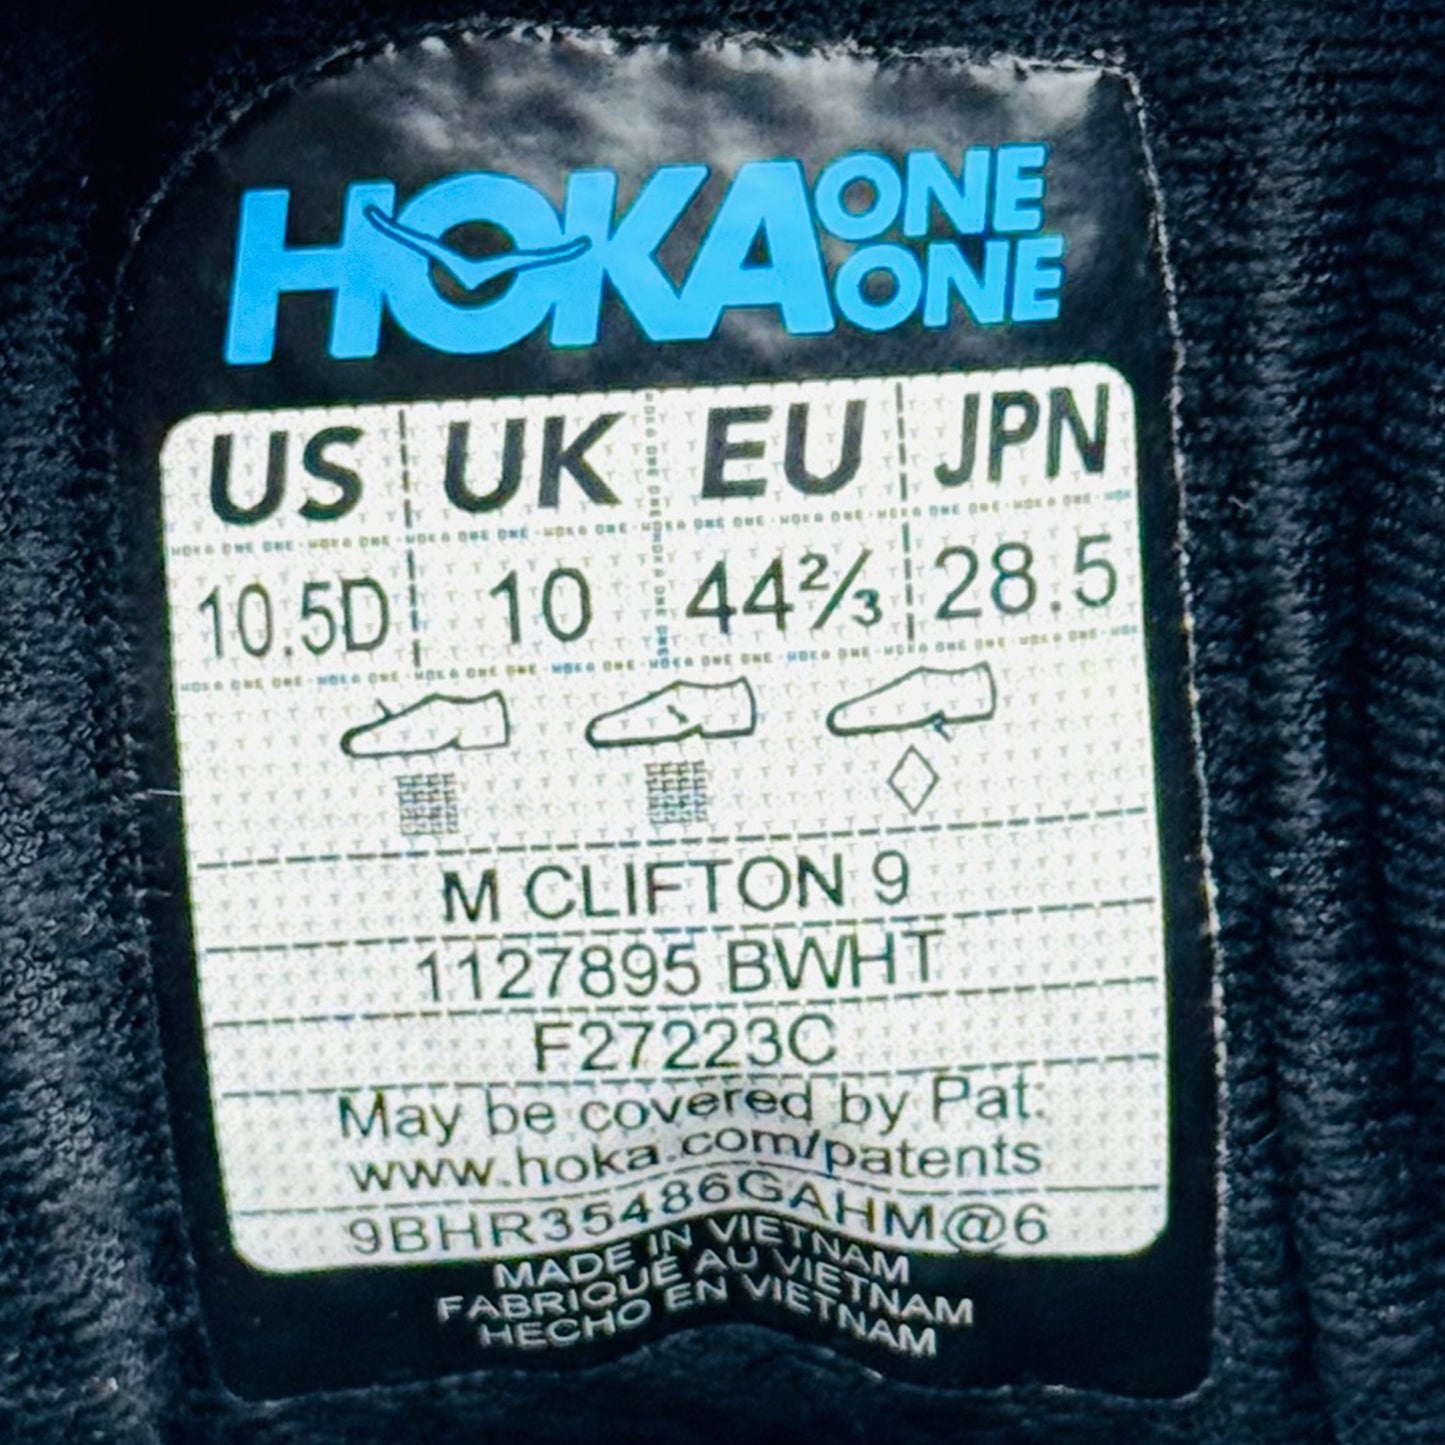 HOKA ONE ONE
US UK EU JPN
10.5D 10 44⅔ 28.5
M CLIFTON 9
1127895 BWHT
F27223C
May be covered by Pat:
www.hoka.com/patents
9BHR35486GAHM@6
MADE IN VIETNAM
FABRIQUÉ AU VIETNAM
HECHO EN VIETNAM